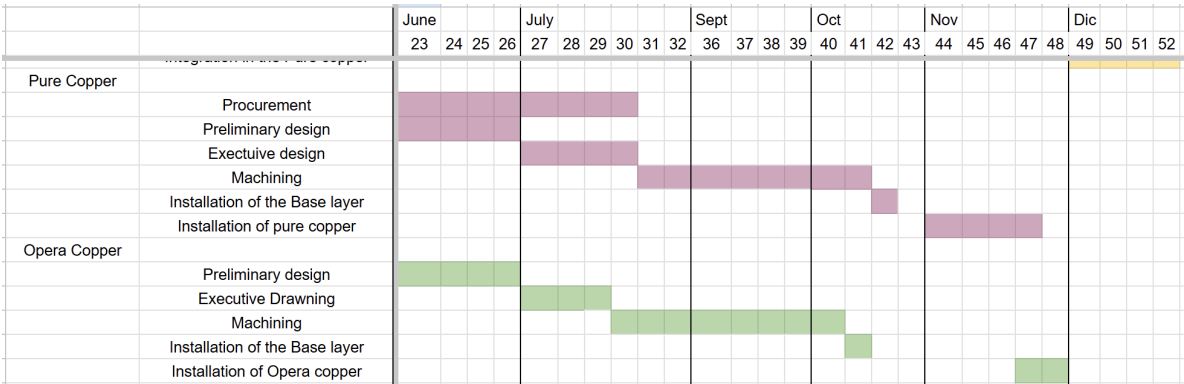 June July Sept Oct Nov Dic
23 24 25 26 27 28 29 30 31 32 36 37 38 39 40 41 42 43 44 45 46 47 48 49 50 51 52
Pure Copper
Procurement
Preliminary design
Exectuive design
Machining
Installation of the Base layer
Installation of pure copper
Opera Copper
Preliminary design
Executive Drawning
Machining
Installation of the Base layer
Installation of Opera copper